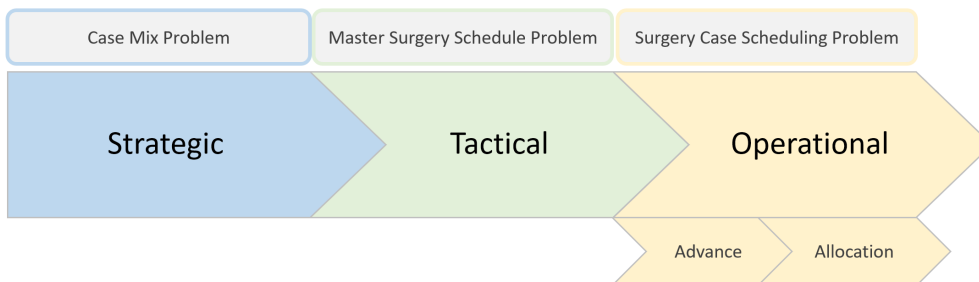 Case Mix Problem
Master Surgery Schedule Problem
Surgery Case Scheduling Problem
Strategic
Tactical
Operational
Advance
Allocation